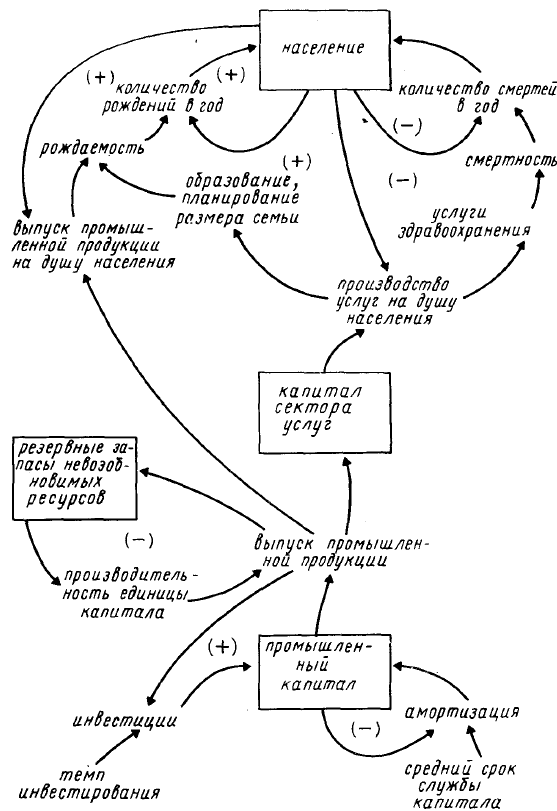 население
(+)
(+)
количество
рождений в год
количество смертей
в год
(−)
рождаемость
(+)
смертность
образование,
планирование
размера семьи
(−)
услуги
здравоохранения
выпуск промыш-
ленной продукции
на душу населения
производство
услуг на душу
населения
капитал
сектора
услуг
резервные за-
пасы невозоб-
новимых
ресурсов
(−)
выпуск промышлен-
ной продукции
производитель-
ность единицы
капитала
(+)
промышлен-
ный
капитал
инвестиции
(−)
амортизация
темп
инвестирования
средний срок
службы
капитала